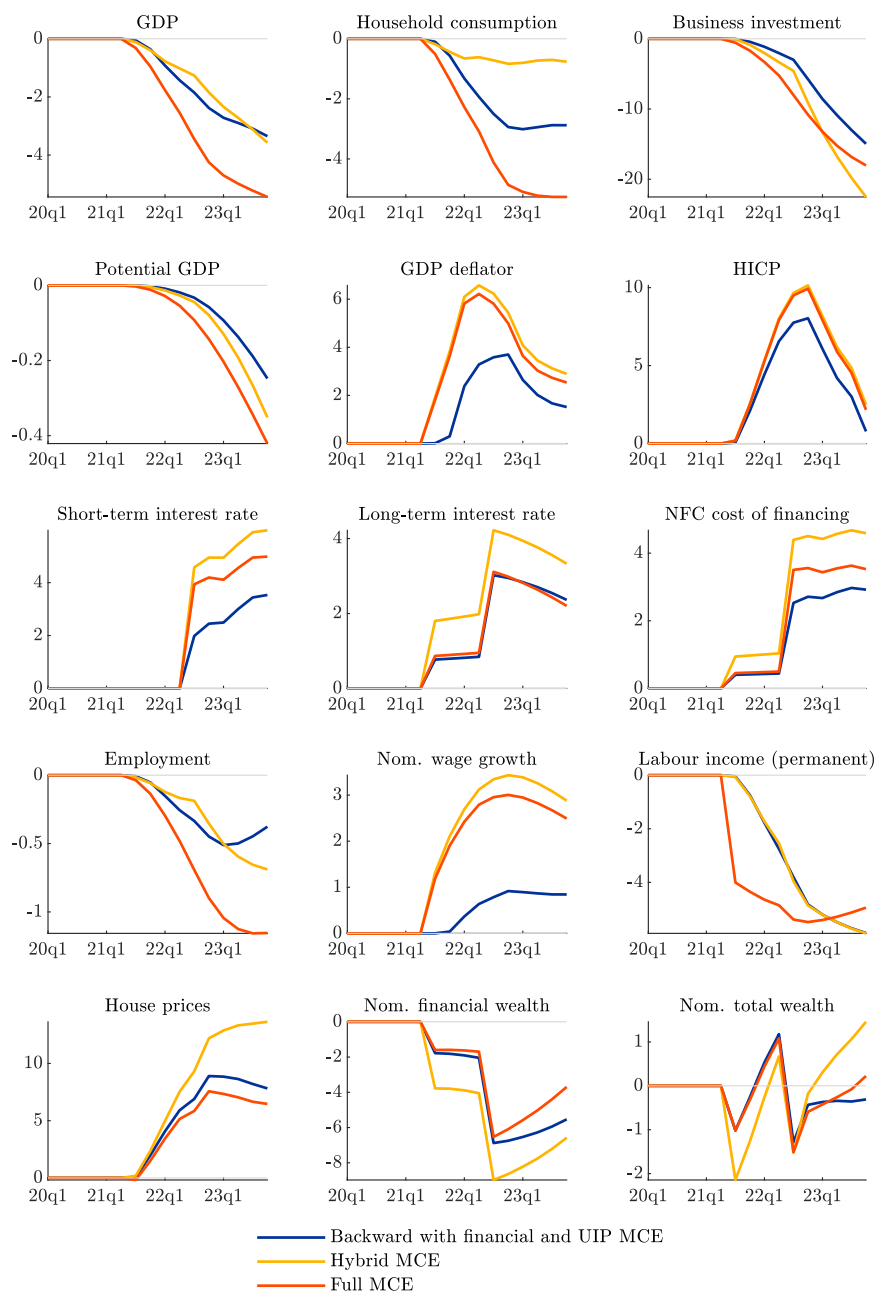 GDP
Household consumption
Business investment
0
-2
-4
20q1 21q1 22q1 23q1
0
-2
-4
20q1 21q1 22q1 23q1
0
-10
-20
20q1 21q1 22q1 23q1
Potential GDP
GDP deflator
HICP
0
-0.2
-0.4
20q1 21q1 22q1 23q1
6
4
2
0
20q1 21q1 22q1 23q1
10
5
0
20q1 21q1 22q1 23q1
Short-term interest rate
Long-term interest rate
NFC cost of financing
4
2
0
20q1 21q1 22q1 23q1
4
2
0
20q1 21q1 22q1 23q1
4
2
0
20q1 21q1 22q1 23q1
Employment
Nom. wage growth
Labour income (permanent)
0
-0.5
-1
20q1 21q1 22q1 23q1
3
2
1
0
20q1 21q1 22q1 23q1
0
-2
-4
20q1 21q1 22q1 23q1
House prices
Nom. financial wealth
Nom. total wealth
10
5
0
20q1 21q1 22q1 23q1
0
-2
-4
-6
-8
20q1 21q1 22q1 23q1
1
0
-1
-2
20q1 21q1 22q1 23q1
Backward with financial and UIP MCE
Hybrid MCE
Full MCE